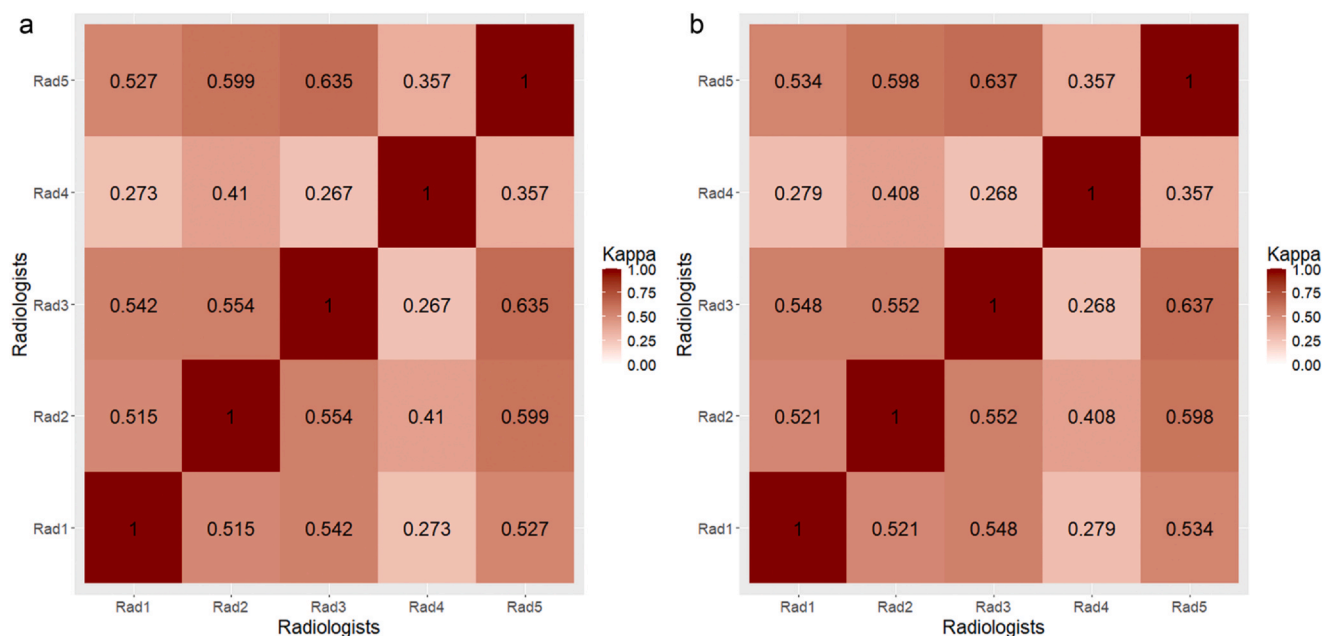 a
Rad5 0.527 0.599 0.635 0.357 1
Rad4 0.273 0.41 0.267 1 0.357
Rad3 0.542 0.554 1 0.267 0.635
Rad2 0.515 1 0.554 0.41 0.599
Rad1 1 0.515 0.542 0.273 0.527
Rad1 Rad2 Rad3 Rad4 Rad5
Radiologists
Radiologists
Kappa
1.00
0.75
0.50
0.25
0.00
b
Rad5 0.534 0.598 0.637 0.357 1
Rad4 0.279 0.408 0.268 1 0.357
Rad3 0.548 0.552 1 0.268 0.637
Rad2 0.521 1 0.552 0.408 0.598
Rad1 1 0.521 0.548 0.279 0.534
Rad1 Rad2 Rad3 Rad4 Rad5
Radiologists
Radiologists
Kappa
1.00
0.75
0.50
0.25
0.00